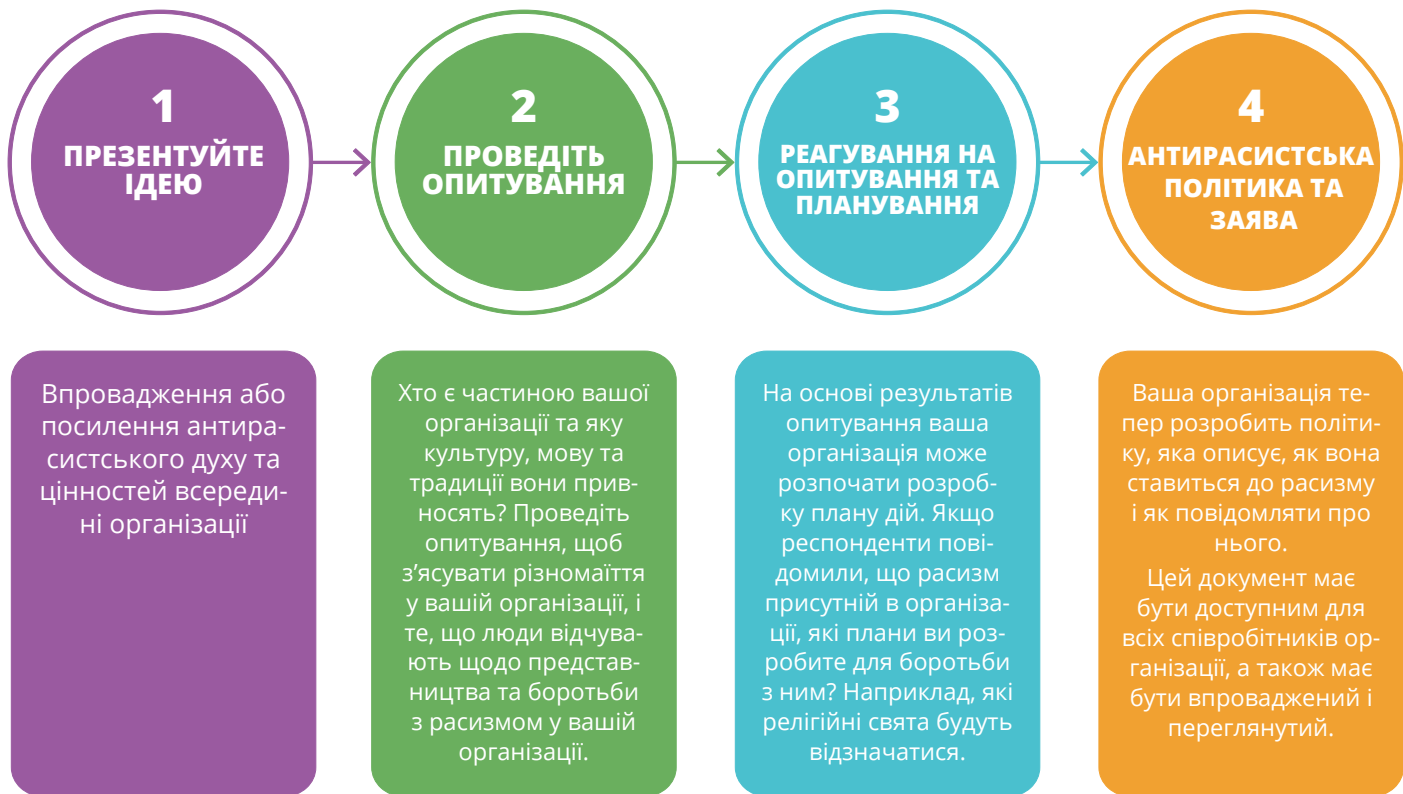 1
ПРЕЗЕНТУЙТЕ
ІДЕЮ
2
ПРОВЕДІТЬ
ОПИТУВАННЯ
3
РЕАГУВАННЯ НА
ОПИТУВАННЯ ТА
ПЛАНУВАННЯ
4
АНТИРАСИСТСЬКА
ПОЛІТИКА ТА
ЗАЯВА
Впровадження або
посилення антира-
систського духу та
цінностей всереди-
ні організації
Хто є частиною вашої
організації та яку
культуру, мову та
традиції вони прив-
носять? Проведіть
опитування, щоб
з’ясувати різномаїття
у вашій організації, і
те, що люди відчува-
ють щодо представ-
ництва та боротьби
з расизмом у вашій
організації.
На основі результатів
опитування ваша
організація може
розпочати розроб-
ку плану дій. Якщо
респонденти пові-
домили, що расизм
присутній в організа-
ції, які плани ви роз-
робите для боротьби
з ним? Наприклад, які
релігійні свята будуть
відзначатися.
Ваша організація те-
пер розробить політи-
ку, яка описує, як вона
ставиться до расизму
і як повідомляти про
нього.
Цей документ має
бути доступним для
всіх співробітників ор-
ганізації, а також має
бути впроваджений і
переглянутий.